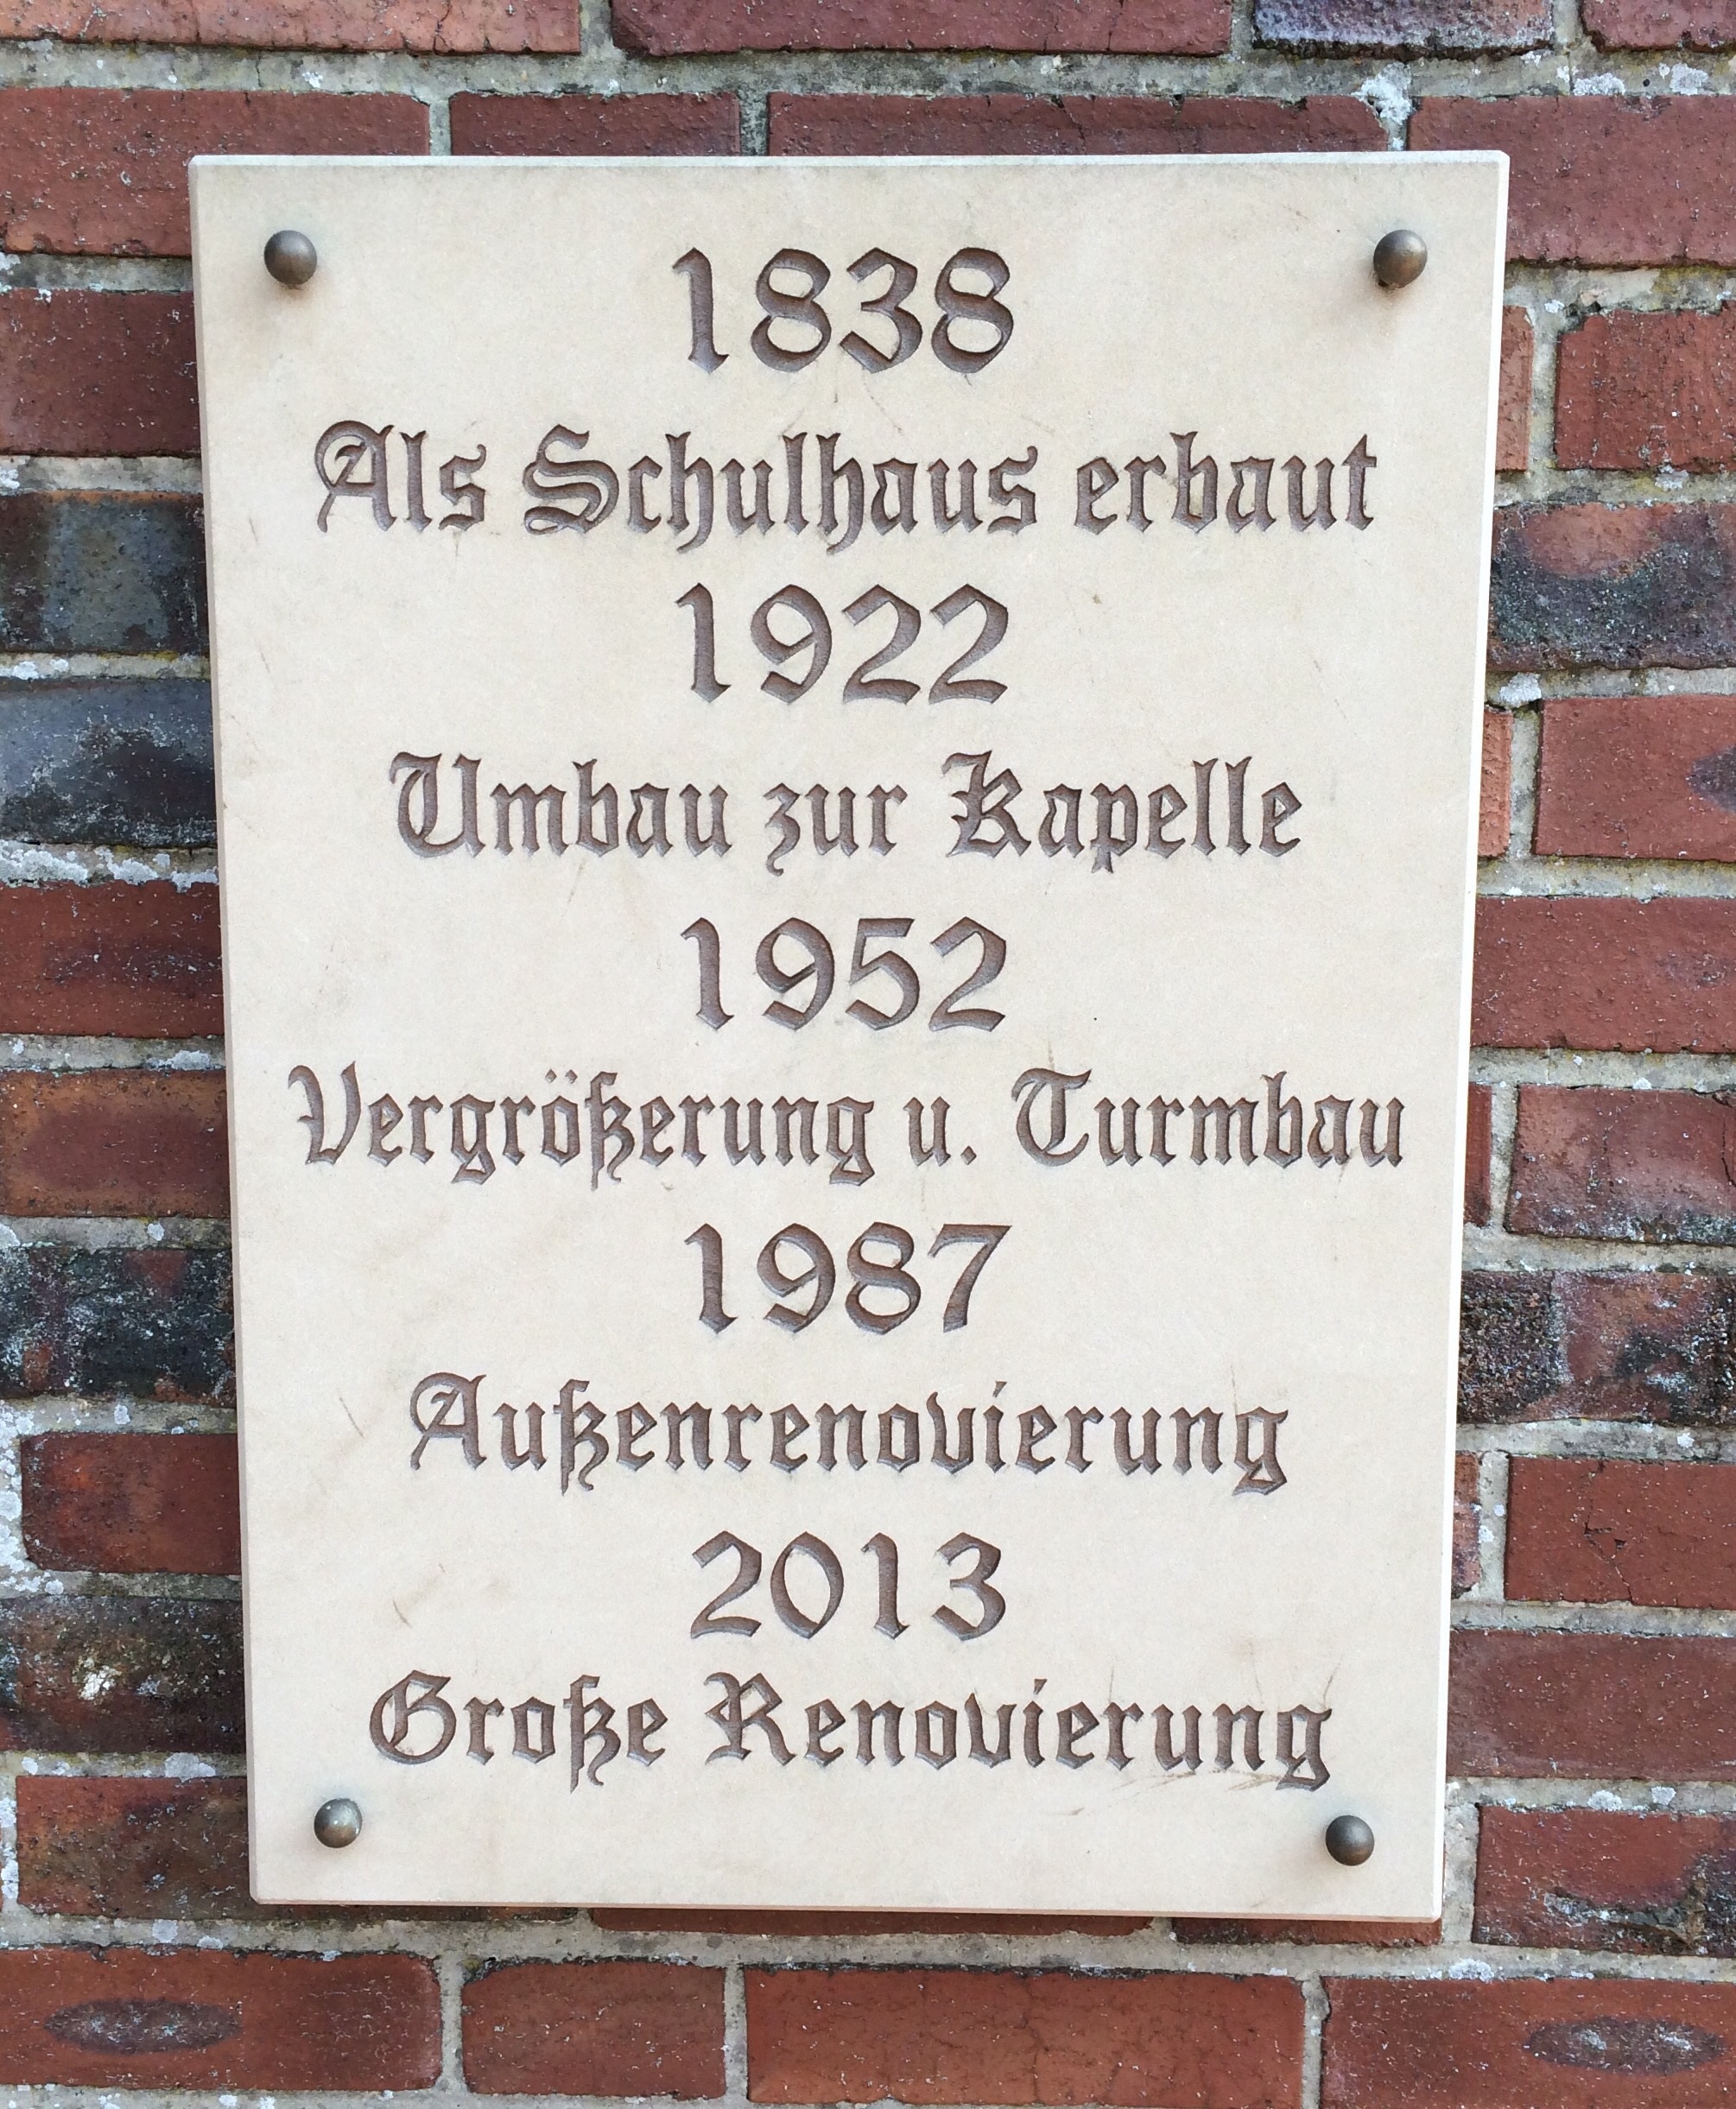 1838
Als Schulhaus erbaut
1922
Umbau zur Kapelle
1952
Vergrößerung u. Turmbau
1987
Außenrenovierung
2013
Große Renovierung